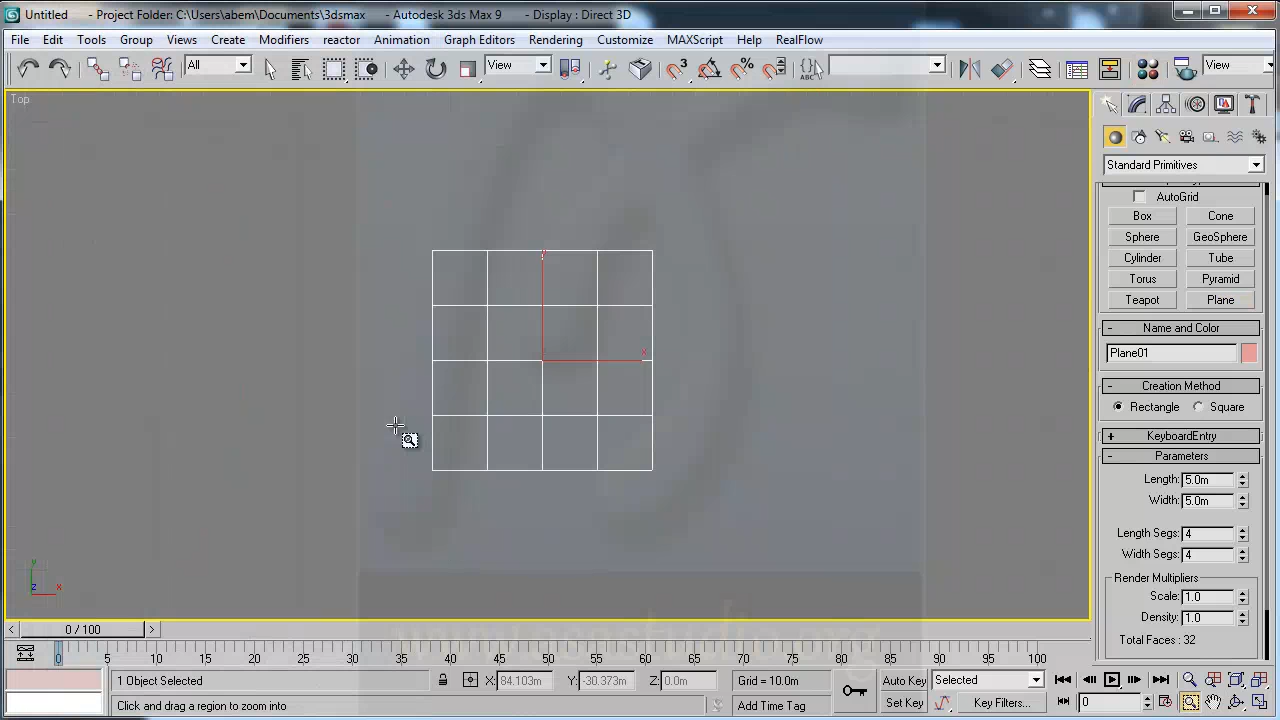 Untitled - Project Folder: C:\Users\abem\Documents\3dsmax - Autodesk 3ds Max 9 - Display : Direct 3D
File Edit Tools Group Views Create Modifiers reactor Animation Graph Editors Rendering Customize MAXScript Help RealFlow
All View 3 % ABC View
Top
Standard Primitives
AutoGrid
Box Cone
Sphere GeoSphere
Cylinder Tube
Torus Pyramid
Teapot Plane
- Name and Color
Plane01
- Creation Method
Rectangle Square
+ KeyboardEntry
- Parameters
Length: 5.0m
Width: 5.0m
Length Segs: 4
Width Segs: 4
Render Multipliers
Scale: 1.0
Density: 1.0
Total Faces : 32
y
x
y
z x
< 0 / 100 >
0 5 10 15 20 25 30 35 40 45 50 55 60 65 70 75 80 85 90 95 100
1 Object Selected X: 84.103m Y: -30.373m Z: 0.0m Grid = 10.0m Auto Key Selected
Click and drag a region to zoom into Add Time Tag Set Key Key Filters... 0